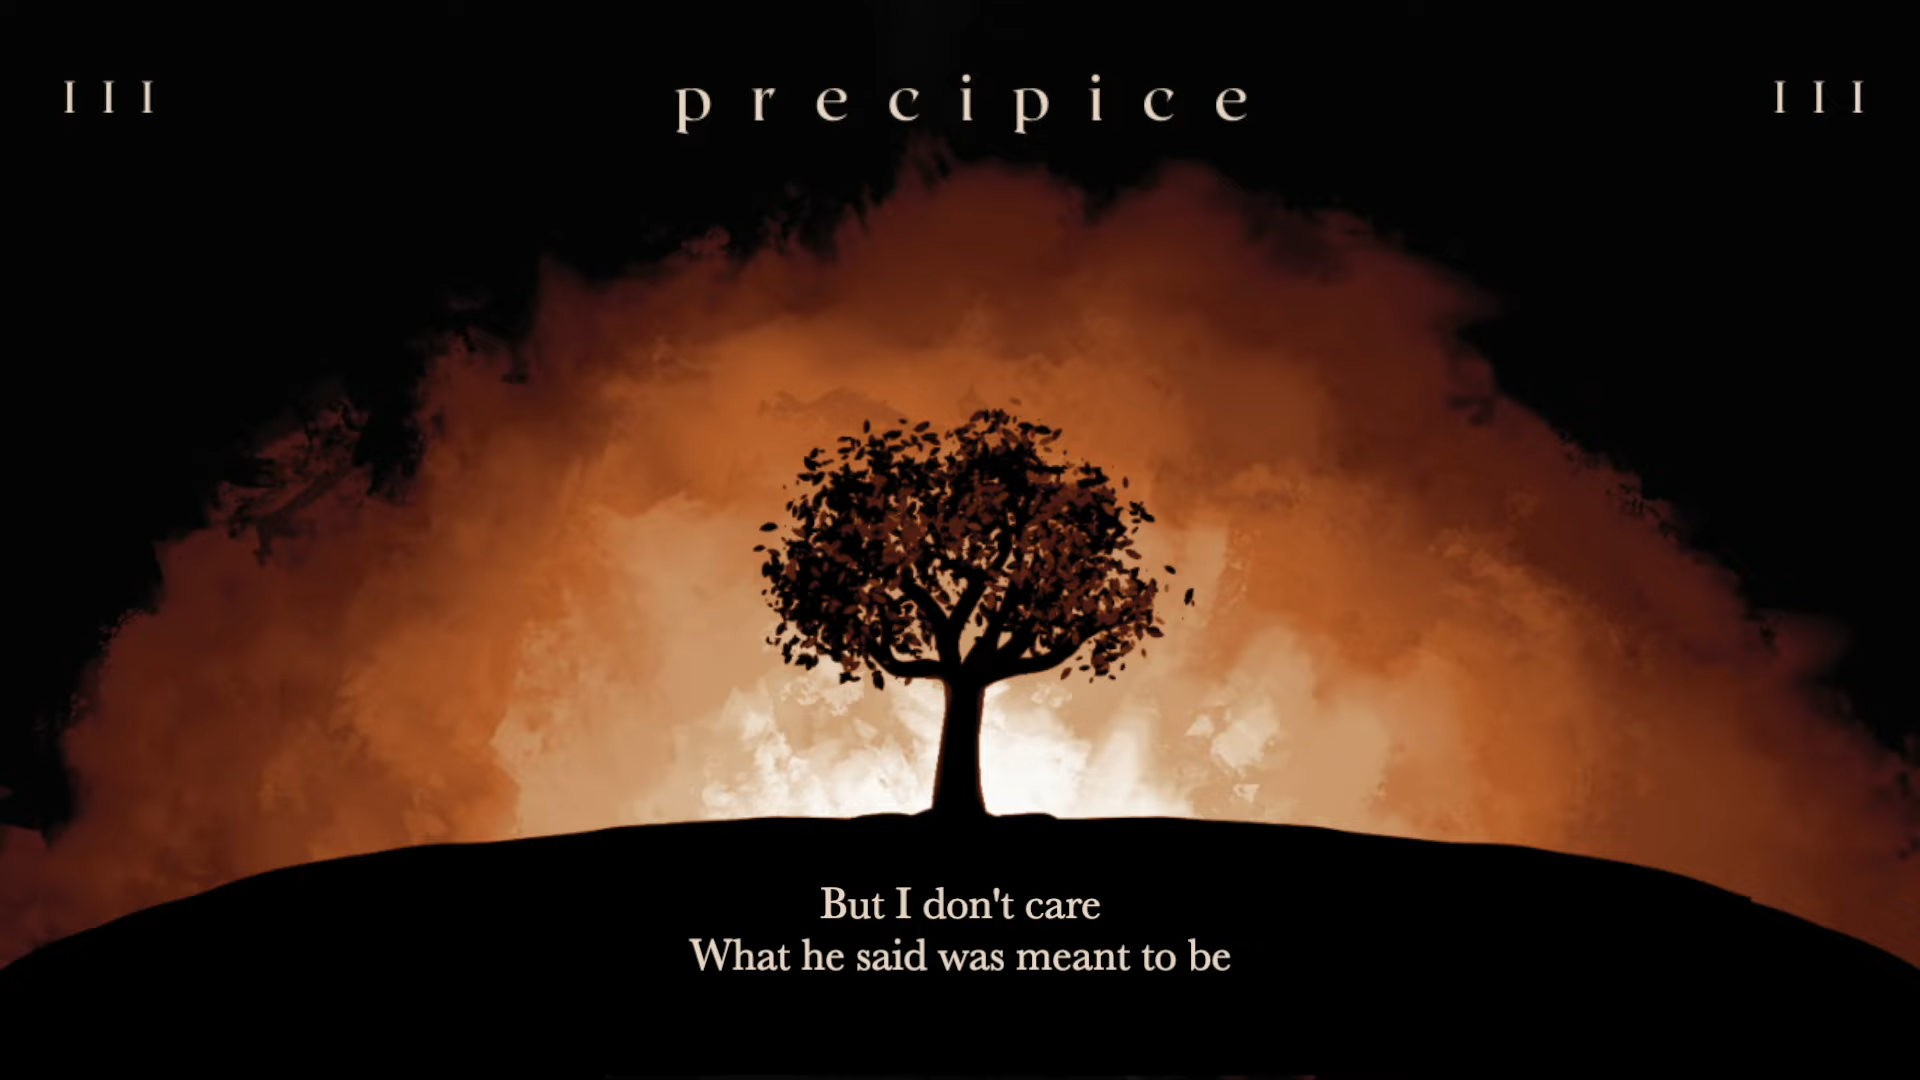 III
precipice
III
But I don't care
What he said was meant to be